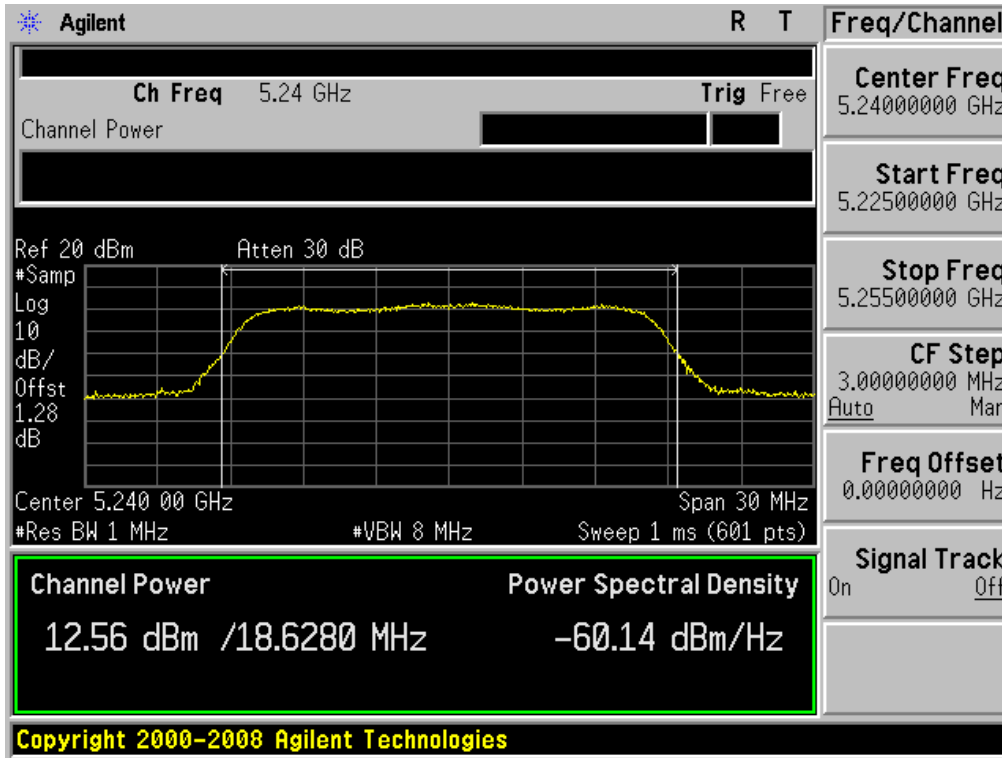 Agilent R T
Freq/Channel
Ch Freq 5.24 GHz Trig Free
Channel Power
Center Freq
5.24000000 GHz
Start Freq
5.22500000 GHz
Stop Freq
5.25500000 GHz
CF Step
3.00000000 MHz
Auto Man
Freq Offset
0.00000000 Hz
Signal Track
On Off
Ref 20 dBm Atten 30 dB
#Samp
Log
10
dB/
Offst
1.28
dB
Center 5.240 00 GHz Span 30 MHz
#Res BW 1 MHz #VBW 8 MHz Sweep 1 ms (601 pts)
Channel Power Power Spectral Density
12.56 dBm /18.6280 MHz -60.14 dBm/Hz
Copyright 2000-2008 Agilent Technologies